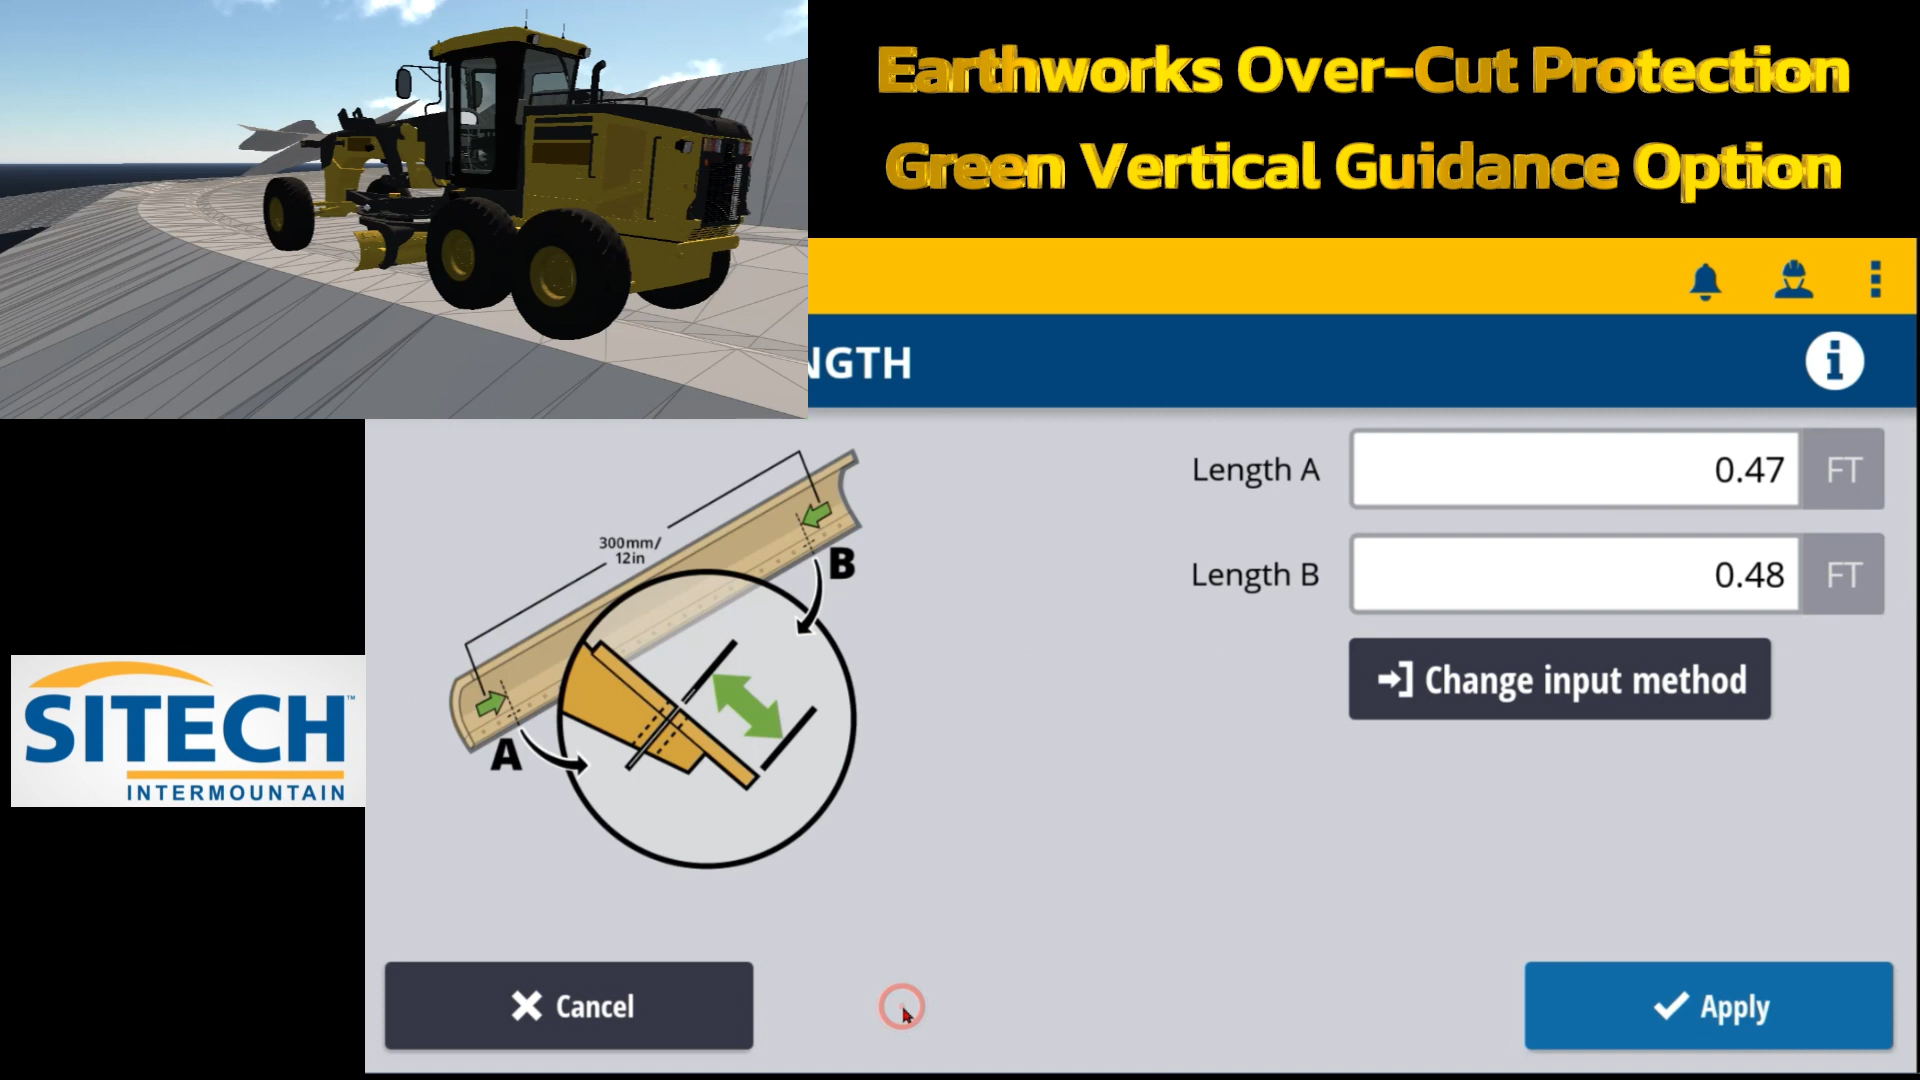 Earthworks Over-Cut Protection
Green Vertical Guidance Option
NGTH
Length A 0.47 FT
300mm/
12in
B
Length B 0.48 FT
Change input method
A
SITECH™
INTERMOUNTAIN
Cancel
Apply